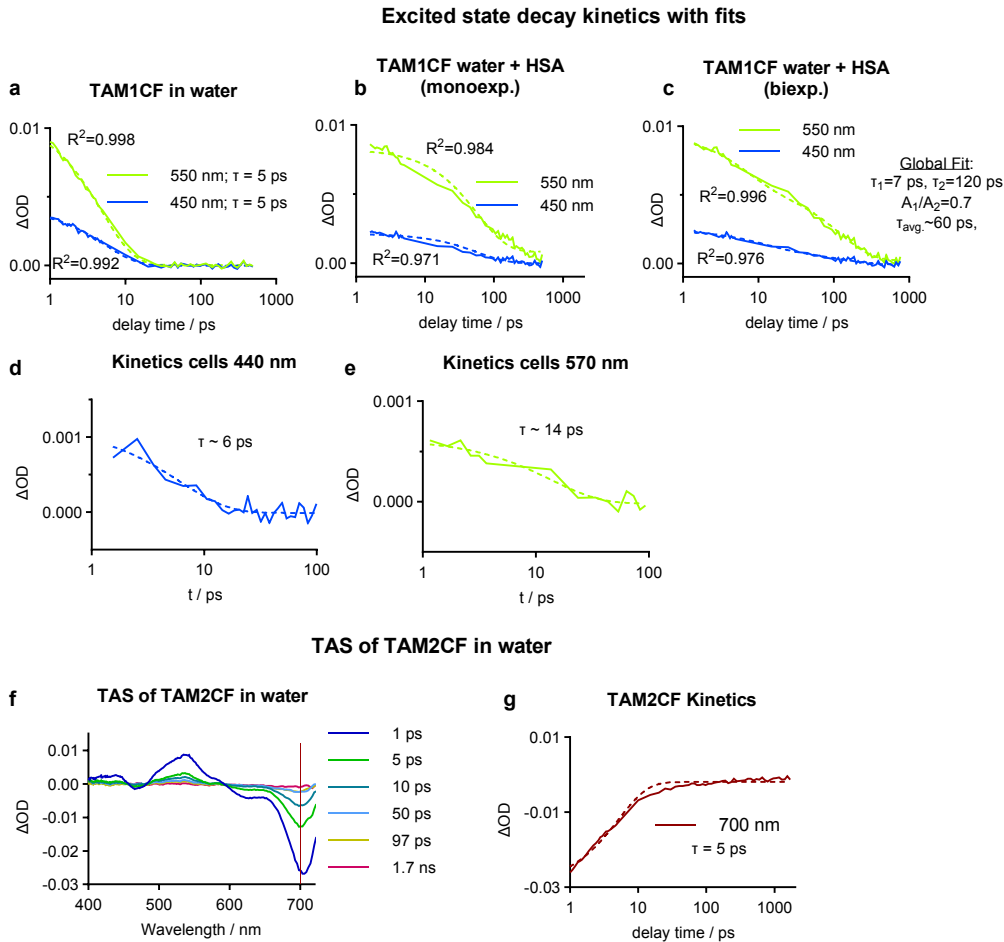 Excited state decay kinetics with fits
a
TAM1CF in water
ΔOD
0.01
0.00
R²=0.998
550 nm; τ = 5 ps
450 nm; τ = 5 ps
R²=0.992
1
10
100
1000
delay time / ps
b
TAM1CF water + HSA
(monoexp.)
ΔOD
0.01
0.00
R²=0.984
550 nm
450 nm
R²=0.971
1
10
100
1000
delay time / ps
c
TAM1CF water + HSA
(biexp.)
ΔOD
0.01
0.00
550 nm
450 nm
R²=0.996
R²=0.976
1
10
100
1000
delay time / ps
Global Fit:
τ₁=7 ps, τ₂=120 ps
A₁/A₂=0.7
τavg.~60 ps,
d
Kinetics cells 440 nm
ΔOD
0.001
0.000
τ ~ 6 ps
1
10
100
t / ps
e
Kinetics cells 570 nm
ΔOD
0.001
0.000
τ ~ 14 ps
1
10
100
t / ps
TAS of TAM2CF in water
f
TAS of TAM2CF in water
ΔOD
0.01
0.00
-0.01
-0.02
-0.03
400
500
600
700
Wavelength / nm
1 ps
5 ps
10 ps
50 ps
97 ps
1.7 ns
g
TAM2CF Kinetics
ΔOD
0.01
-0.01
-0.03
700 nm
τ = 5 ps
1
10
100
1000
delay time / ps